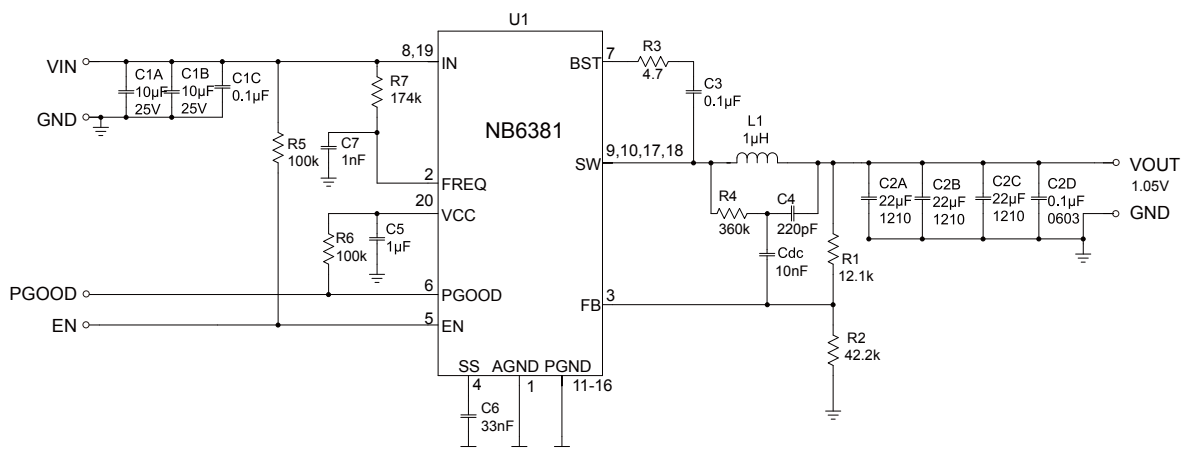 U1
NB6381
VIN
GND
C1A
10μF
25V
C1B
10μF
25V
C1C
0.1μF
R7
174k
C7
1nF
R5
100k
R6
100k
C5
1μF
PGOOD
EN
8,19
IN
2
FREQ
20
VCC
6
PGOOD
5
EN
SS
4
AGND
1
PGND
11-16
C6
33nF
7
BST
R3
4.7
C3
0.1μF
9,10,17,18
SW
L1
1μH
R4
360k
C4
220pF
Cdc
10nF
3
FB
R1
12.1k
R2
42.2k
C2A
22μF
1210
C2B
22μF
1210
C2C
22μF
1210
C2D
0.1μF
0603
VOUT
1.05V
GND